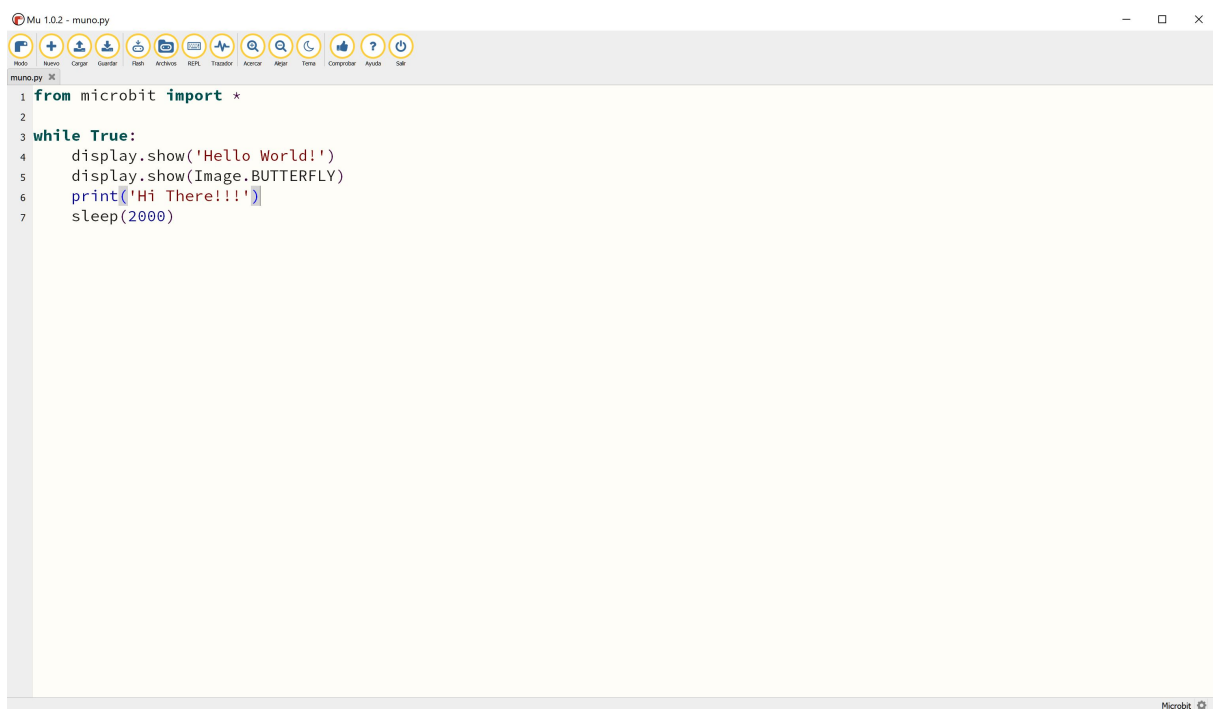 Mu 1.0.2 - muno.py
Modo Nuevo Cargar Guardar Flash Archivos REPL Trazador Acercar Alejar Tema Comprobar Ayuda Salir
muno.py
1 from microbit import *
2
3 while True:
4     display.show('Hello World!')
5     display.show(Image.BUTTERFLY)
6     print('Hi There!!!')
7     sleep(2000)
Microbit